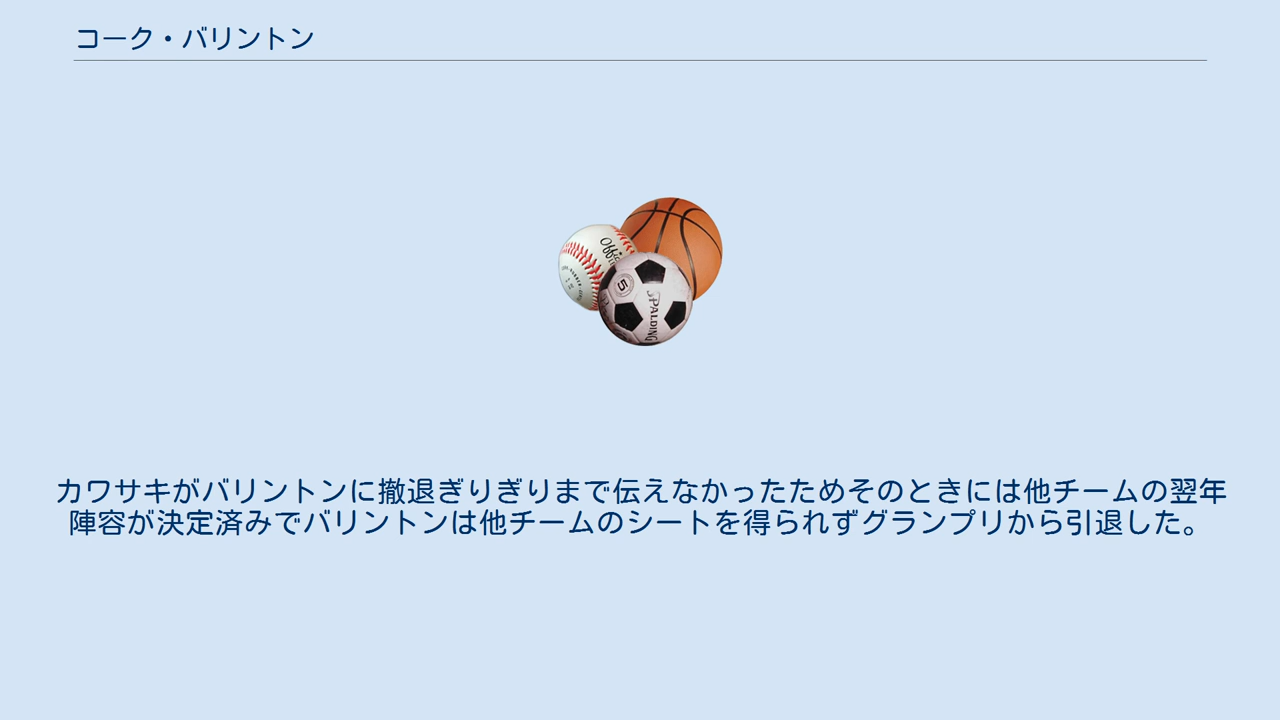 コーク・バリントン
Offi
5
SPALDING
カワサキがバリントンに撤退ぎりぎりまで伝えなかったためそのときには他チームの翌年
陣容が決定済みでバリントンは他チームのシートを得られずグランプリから引退した。